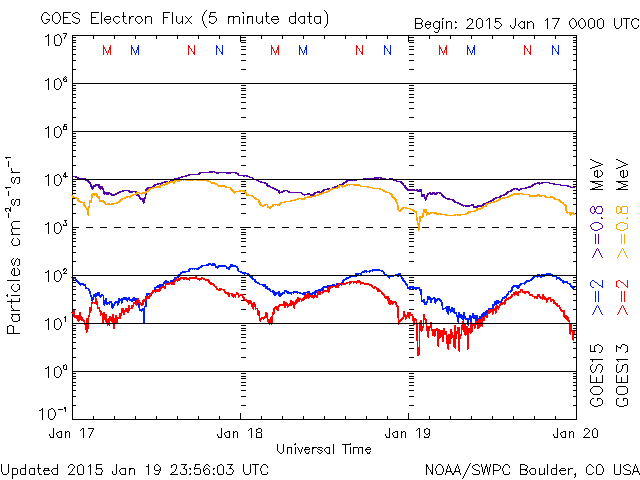 GOES Electron Flux (5 minute data)
Begin: 2015 Jan 17 0000 UTC
M M N N M M N N M M N N
10⁷
10⁶
10⁵
10⁴
10³
10²
10¹
10⁰
10⁻¹
Particles cm⁻²s⁻¹sr⁻¹
Jan 17 Jan 18 Jan 19 Jan 20
Universal Time
GOES15 >=2 >=0.8 MeV
GOES13 >=2 >=0.8 MeV
Updated 2015 Jan 19 23:56:03 UTC
NOAA/SWPC Boulder, CO USA